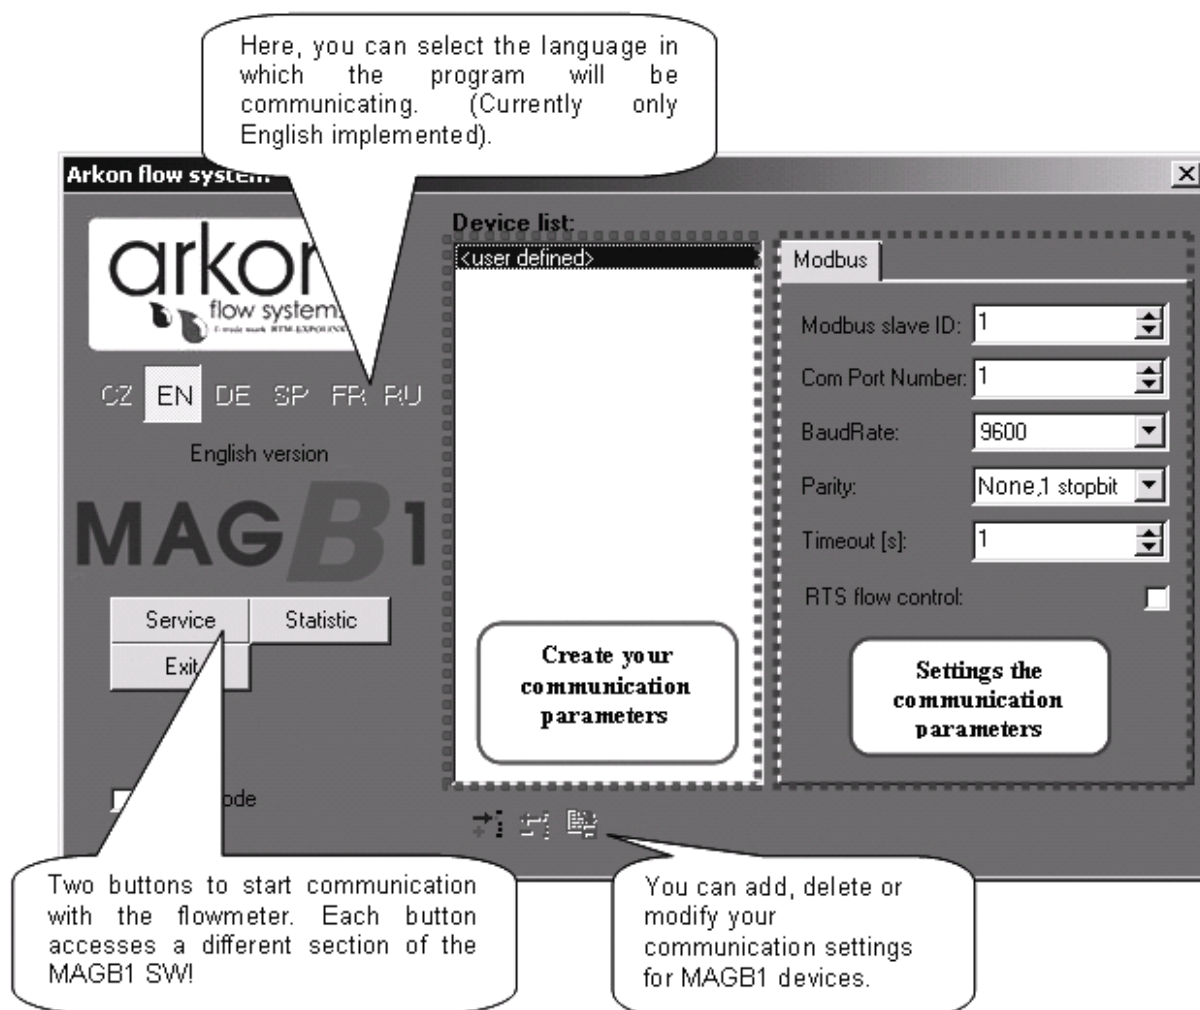 Here, you can select the language in
which the program will be
communicating. (Currently only
English implemented).
Arkon flow system
arkon
flow systems
CZ EN DE SP FR RU
English version
MAGB1
Service Statistic
Exit
ode
Device list:
<user defined>
Create your
communication
parameters
Modbus
Modbus slave ID: 1
Com Port Number: 1
BaudRate: 9600
Parity: None,1 stopbit
Timeout [s]: 1
RTS flow control:
Settings the
communication
parameters
Two buttons to start communication
with the flowmeter. Each button
accesses a different section of the
MAGB1 SW!
You can add, delete or
modify your
communication settings
for MAGB1 devices.